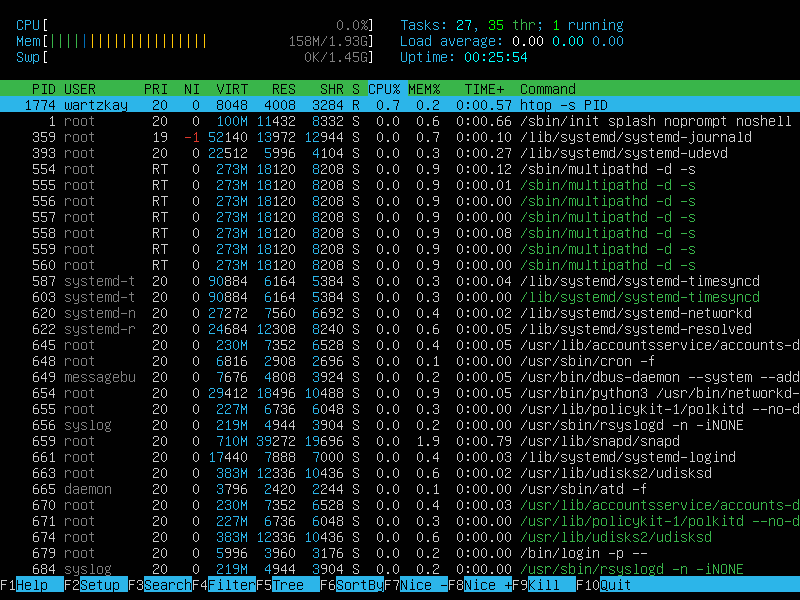 CPU[ 0.0%] Tasks: 27, 35 thr; 1 running
Mem[|||||||||||||||||||| 158M/1.93G] Load average: 0.00 0.00 0.00
Swp[ 0K/1.45G] Uptime: 00:25:54
PID USER PRI NI VIRT RES SHR S CPU% MEM% TIME+ Command
1774 wartzkay 20 0 8048 4008 3284 R 0.7 0.2 0:00.57 htop -s PID
1 root 20 0 100M 11432 8332 S 0.0 0.6 0:00.66 /sbin/init splash noprompt noshell
359 root 19 -1 52140 13972 12944 S 0.0 0.7 0:00.10 /lib/systemd/systemd-journald
393 root 20 0 22512 5996 4104 S 0.0 0.3 0:00.27 /lib/systemd/systemd-udevd
554 root RT 0 273M 18120 8208 S 0.0 0.9 0:00.12 /sbin/multipathd -d -s
555 root RT 0 273M 18120 8208 S 0.0 0.9 0:00.01 /sbin/multipathd -d -s
556 root RT 0 273M 18120 8208 S 0.0 0.9 0:00.00 /sbin/multipathd -d -s
557 root RT 0 273M 18120 8208 S 0.0 0.9 0:00.00 /sbin/multipathd -d -s
558 root RT 0 273M 18120 8208 S 0.0 0.9 0:00.08 /sbin/multipathd -d -s
559 root RT 0 273M 18120 8208 S 0.0 0.9 0:00.00 /sbin/multipathd -d -s
560 root RT 0 273M 18120 8208 S 0.0 0.9 0:00.00 /sbin/multipathd -d -s
587 systemd-t 20 0 90884 6164 5384 S 0.0 0.3 0:00.04 /lib/systemd/systemd-timesyncd
603 systemd-t 20 0 90884 6164 5384 S 0.0 0.3 0:00.00 /lib/systemd/systemd-timesyncd
620 systemd-n 20 0 27272 7560 6692 S 0.0 0.4 0:00.02 /lib/systemd/systemd-networkd
622 systemd-r 20 0 24684 12308 8240 S 0.0 0.6 0:00.05 /lib/systemd/systemd-resolved
645 root 20 0 230M 7352 6528 S 0.0 0.4 0:00.05 /usr/lib/accountsservice/accounts-d
648 root 20 0 6816 2908 2696 S 0.0 0.1 0:00.00 /usr/sbin/cron -f
649 messagebu 20 0 7676 4808 3924 S 0.0 0.2 0:00.05 /usr/bin/dbus-daemon --system --add
654 root 20 0 29412 18496 10488 S 0.0 0.9 0:00.05 /usr/bin/python3 /usr/bin/networkd-
655 root 20 0 227M 6736 6048 S 0.0 0.3 0:00.00 /usr/lib/policykit-1/polkitd --no-d
656 syslog 20 0 219M 4944 3904 S 0.0 0.2 0:00.02 /usr/sbin/rsyslogd -n -iNONE
659 root 20 0 710M 39272 19696 S 0.0 1.9 0:00.79 /usr/lib/snapd/snapd
661 root 20 0 17440 7888 7000 S 0.0 0.4 0:00.03 /lib/systemd/systemd-logind
663 root 20 0 383M 12336 10436 S 0.0 0.6 0:00.02 /usr/lib/udisks2/udisksd
665 daemon 20 0 3796 2420 2244 S 0.0 0.1 0:00.00 /usr/sbin/atd -f
670 root 20 0 230M 7352 6528 S 0.0 0.4 0:00.03 /usr/lib/accountsservice/accounts-d
671 root 20 0 227M 6736 6048 S 0.0 0.3 0:00.00 /usr/lib/policykit-1/polkitd --no-d
674 root 20 0 383M 12336 10436 S 0.0 0.6 0:00.00 /usr/lib/udisks2/udisksd
679 root 20 0 5996 3960 3176 S 0.0 0.2 0:00.00 /bin/login -p --
684 syslog 20 0 219M 4944 3904 S 0.0 0.2 0:00.00 /usr/sbin/rsyslogd -n -iNONE
F1Help F2Setup F3SearchF4FilterF5Tree F6SortByF7Nice -F8Nice +F9Kill F10Quit